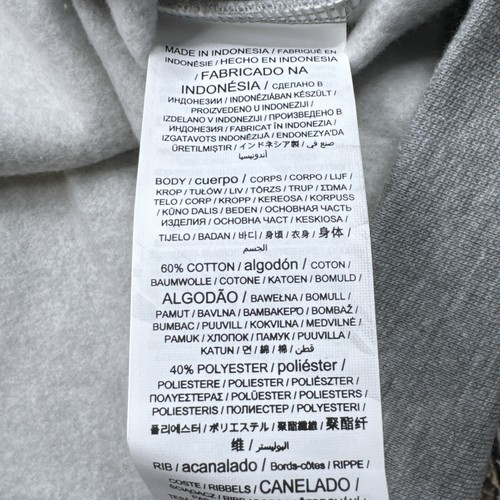 MADE IN INDONESIA / FABRIQUÉ EN
INDONÉSIE / HECHO EN INDONESIA
/ FABRICADO NA
INDONÉSIA / СДЕЛАНО В
ИНДОНЕЗИИ / INDONÉZIÁBAN KÉSZÜLT /
PROIZVEDENO U INDONEZIJI /
IZDELANO V INDONEZIJI / ПРОИЗВЕДЕНО В
ИНДОНЕЗИЯ / FABRICAT ÎN INDONEZIA /
IZGATAVOTS INDONĒZIJĀ / ENDONEZYA'DA
ÜRETİLMİŞTİR / インドネシア製 / صنع في
أندونيسيا
BODY / cuerpo / CORPS / CORPO / LIJF /
KROP / TUŁÓW / LIV / TÖRZS / TRUP / ΣΩΜΑ /
TELO / CORP / KROPP / KEREOSA / KORPUSS
/ KŪNO DALIS / BEDEN / ОСНОВНАЯ ЧАСТЬ
ИЗДЕЛИЯ / ОСНОВНА ЧАСТ / KESKIOSA /
TIJELO / BADAN / 바디 / 身頃 / 衣身 / 身体 /
الجسم
60% COTTON / algodón / COTON /
BAUMWOLLE / COTONE / KATOEN / BOMULD /
ALGODÃO / BAWEŁNA / BOMULL /
PAMUT / BAVLNA / ΒΑΜΒΑΚΕΡΟ / BOMBAŽ /
BUMBAC / PUUVILL / KOKVILNA / MEDVILNĖ /
PAMUK / ХЛОПОК / ПАМУК / PUUVILLA /
KATUN / 면 / 綿 / 棉 / قطن
40% POLYESTER / poliéster /
POLIESTERE / POLIESTER / POLIÉSZTER /
ΠΟΛΥΕΣΤΕΡΑΣ / POLÜESTER / POLIESTERS /
POLIESTERIS / ПОЛИЕСТЕР / POLYESTERI /
폴리에스터 / ポリエステル / 聚酯纖維 / 聚酯纤
维 / البوليستر
RIB / acanalado / Bords-côtes / RIPPE /
COSTE / RIBBELS / CANELADO /